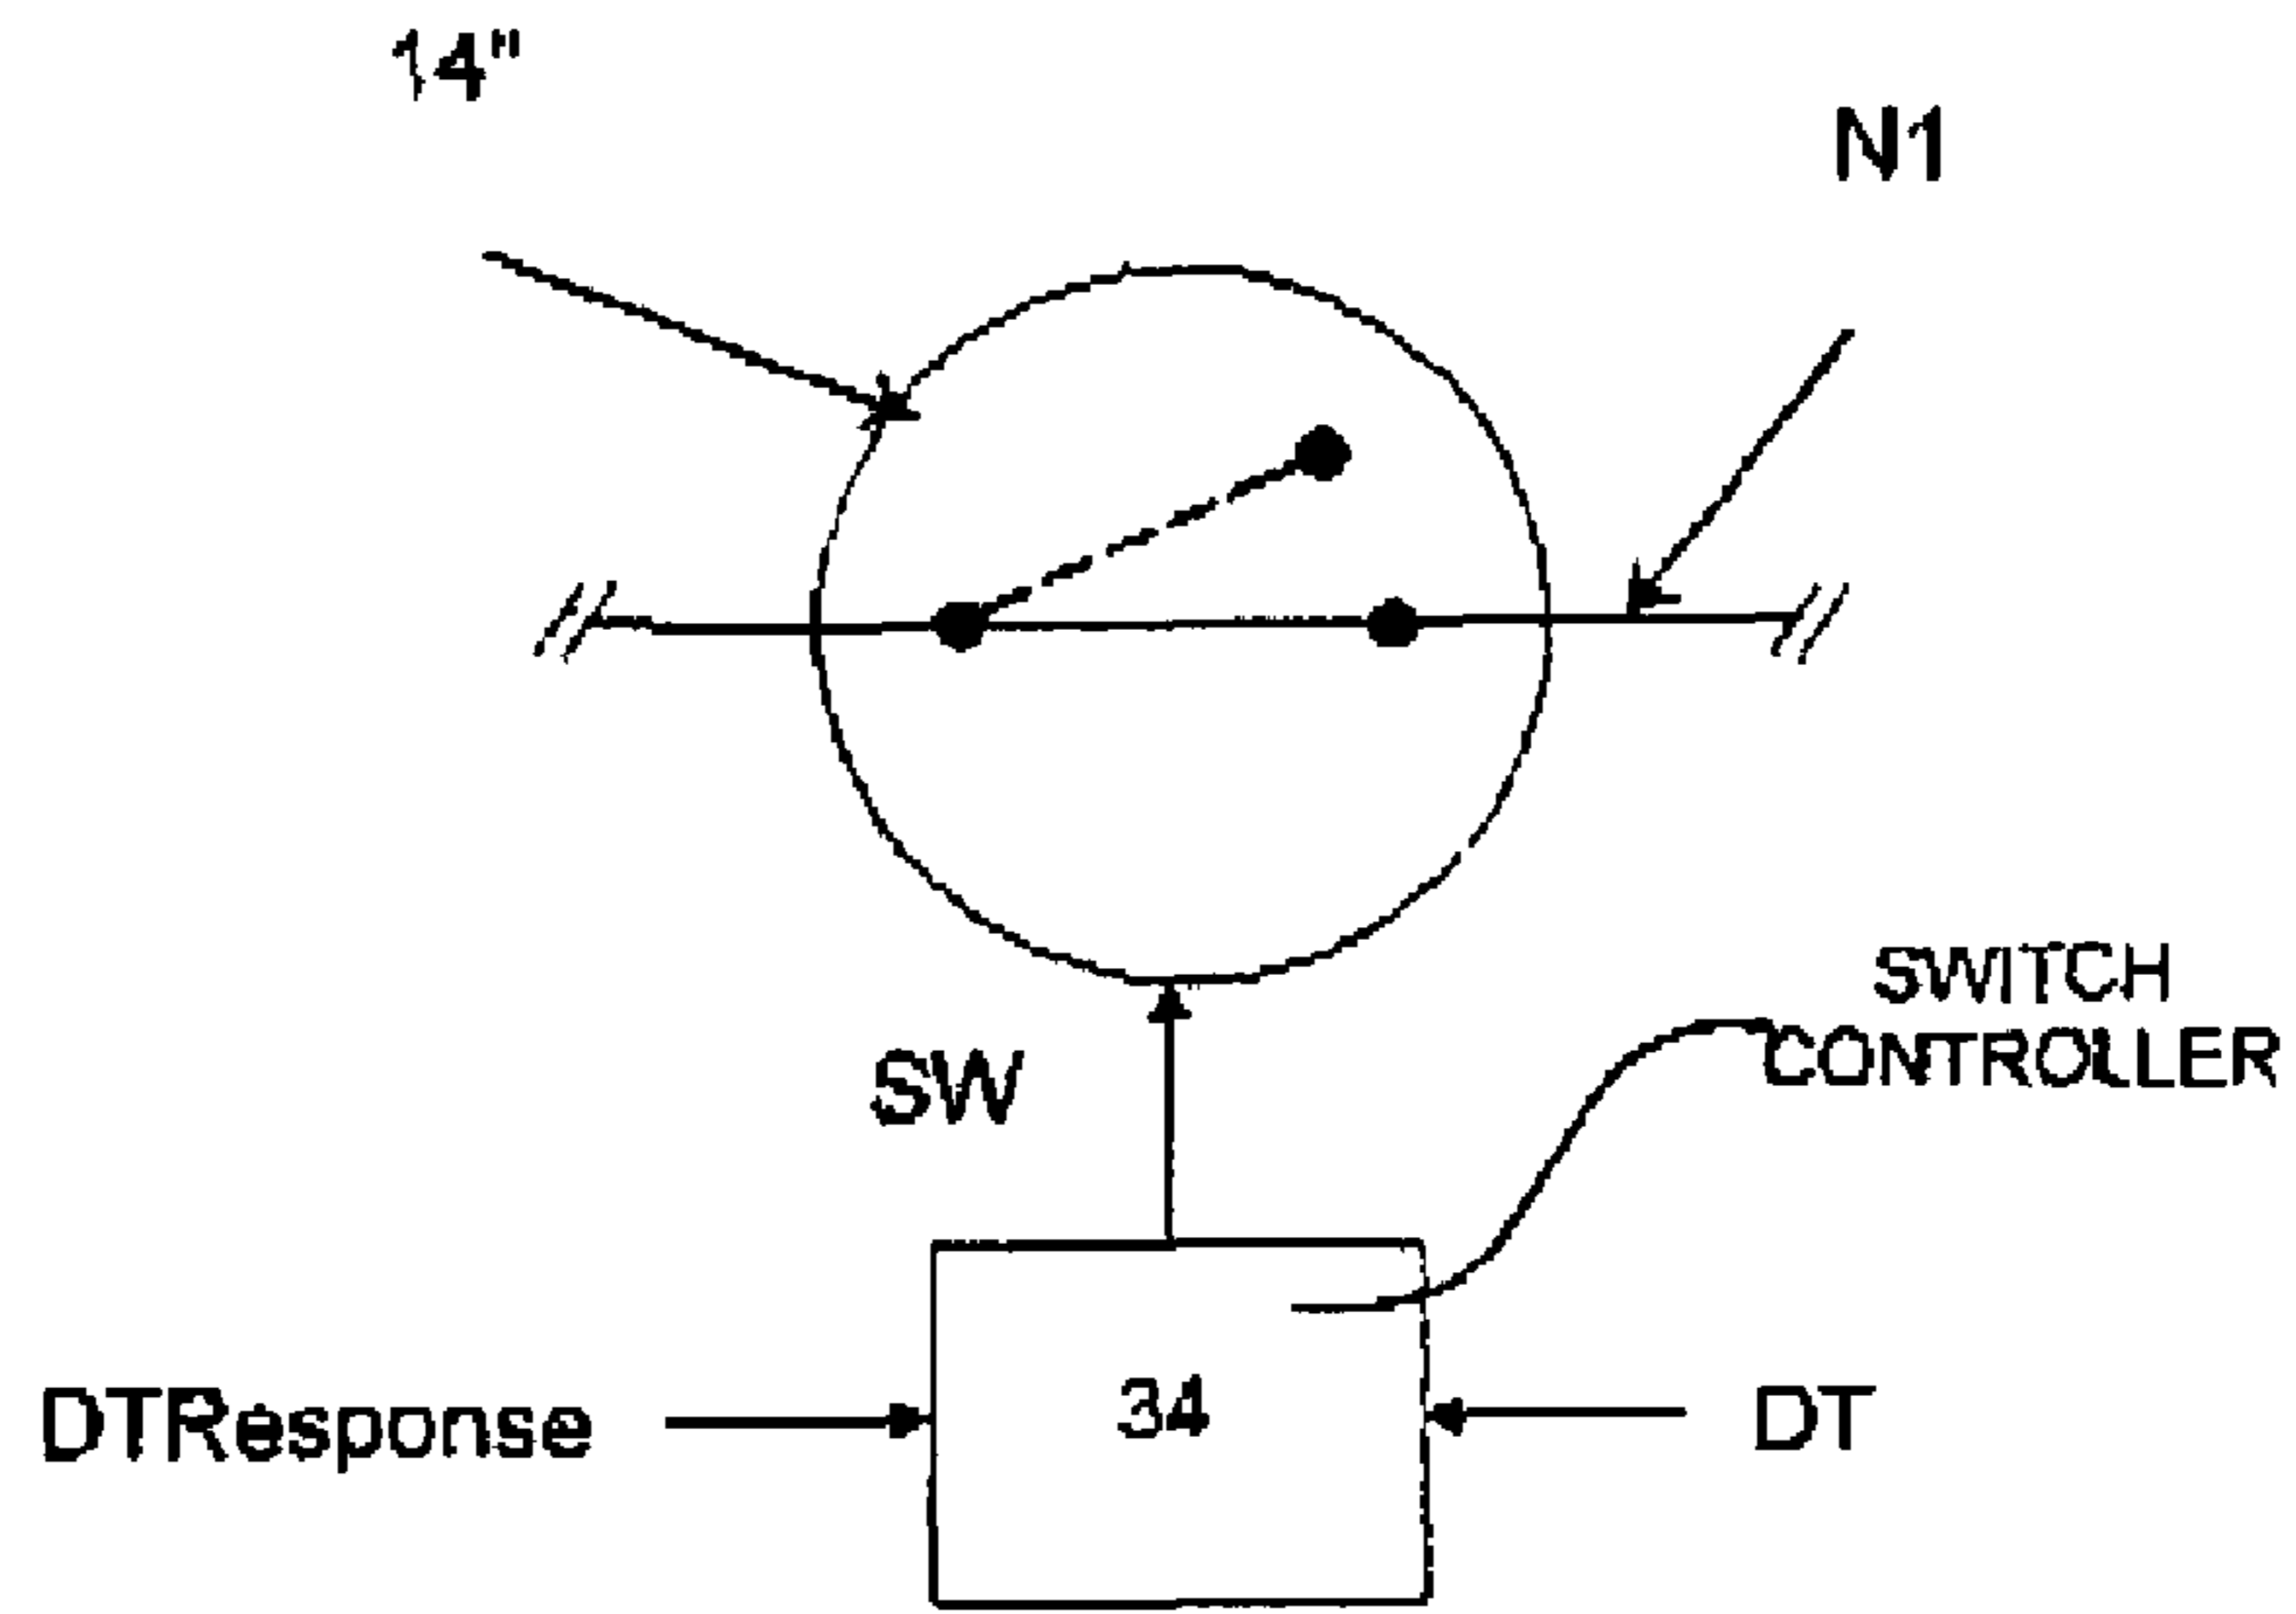 14"
N1
SWITCH
CONTROLLER
SW
DTResponse
34
DT